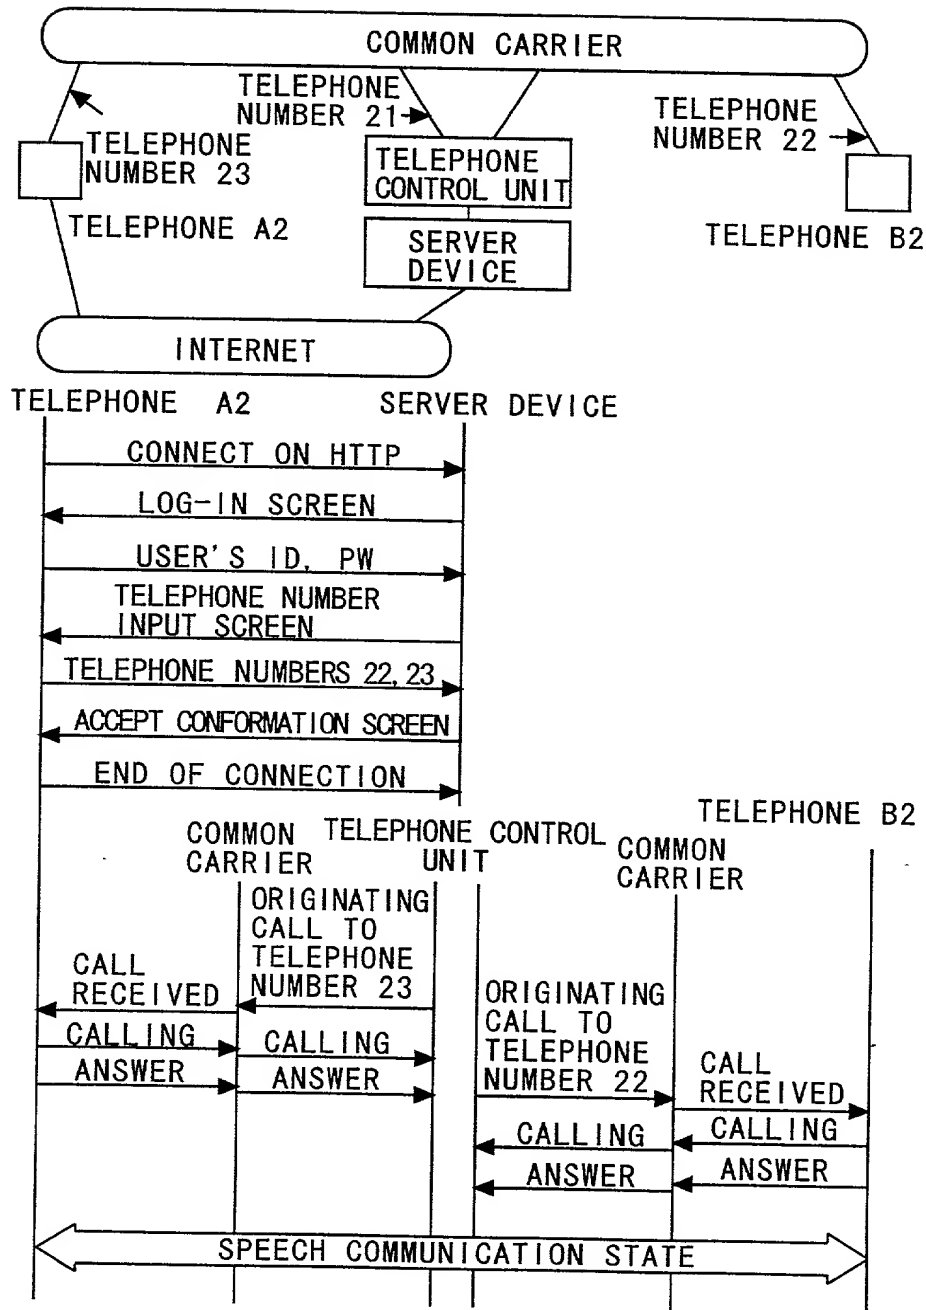 COMMON CARRIER
TELEPHONE
NUMBER 21
TELEPHONE
NUMBER 22
TELEPHONE
NUMBER 23
TELEPHONE
CONTROL UNIT
TELEPHONE A2
TELEPHONE B2
SERVER
DEVICE
INTERNET
TELEPHONE A2
SERVER DEVICE
CONNECT ON HTTP
LOG-IN SCREEN
USER'S ID, PW
TELEPHONE NUMBER
INPUT SCREEN
TELEPHONE NUMBERS 22,23
ACCEPT CONFORMATION SCREEN
END OF CONNECTION
TELEPHONE B2
COMMON
CARRIER
TELEPHONE CONTROL
UNIT
COMMON
CARRIER
ORIGINATING
CALL TO
TELEPHONE
NUMBER 23
CALL
RECEIVED
CALLING
CALLING
ANSWER
ANSWER
ORIGINATING
CALL TO
TELEPHONE
NUMBER 22
CALL
RECEIVED
CALLING
CALLING
ANSWER
ANSWER
SPEECH COMMUNICATION STATE